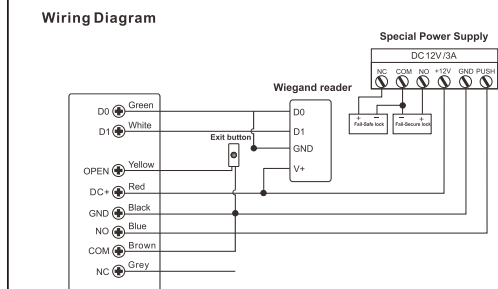 Wiring Diagram
Special Power Supply
DC 12V /3A
NC COM NO +12V GND PUSH
Wiegand reader
+ − Fail-Safe lock
− + Fail-Secure lock
D0 Green
D1 White
Exit button
OPEN Yellow
DC+ Red
GND Black
NO Blue
COM Brown
NC Grey
D0
D1
GND
V+